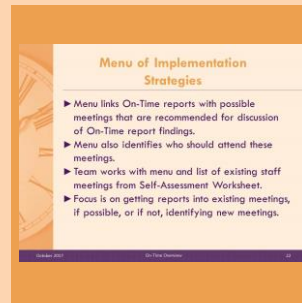 Menu of Implementation
Strategies
►Menu links On-Time reports with possible
meetings that are recommended for discussion
of On-Time report findings.
►Menu also identifies who should attend these
meetings.
►Team works with menu and list of existing staff
meetings from Self-Assessment Worksheet.
►Focus is on getting reports into existing meetings,
if possible, or if not, identifying new meetings.
October 2017 On-Time Overview 22